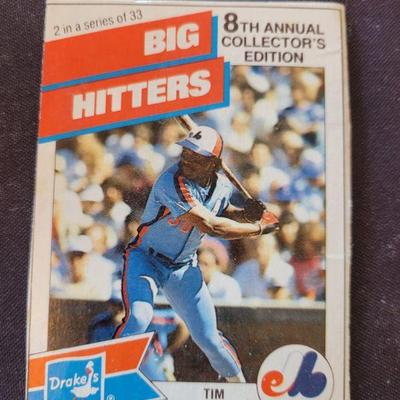 2 in a series of 33
BIG
HITTERS
8TH ANNUAL
COLLECTOR'S
EDITION
Drake's
®
TIM